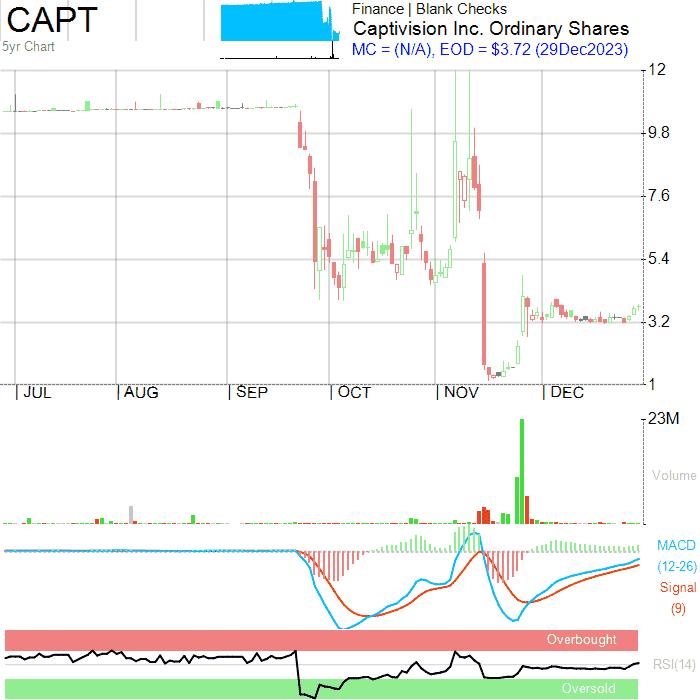 CAPT
5yr Chart
Finance | Blank Checks
Captivision Inc. Ordinary Shares
MC = (N/A), EOD = $3.72 (29Dec2023)
12
9.8
7.6
5.4
3.2
1
| JUL | AUG | SEP | OCT | NOV | DEC
23M
Volume
MACD
(12-26)
Signal
(9)
Overbought
RSI(14)
Oversold